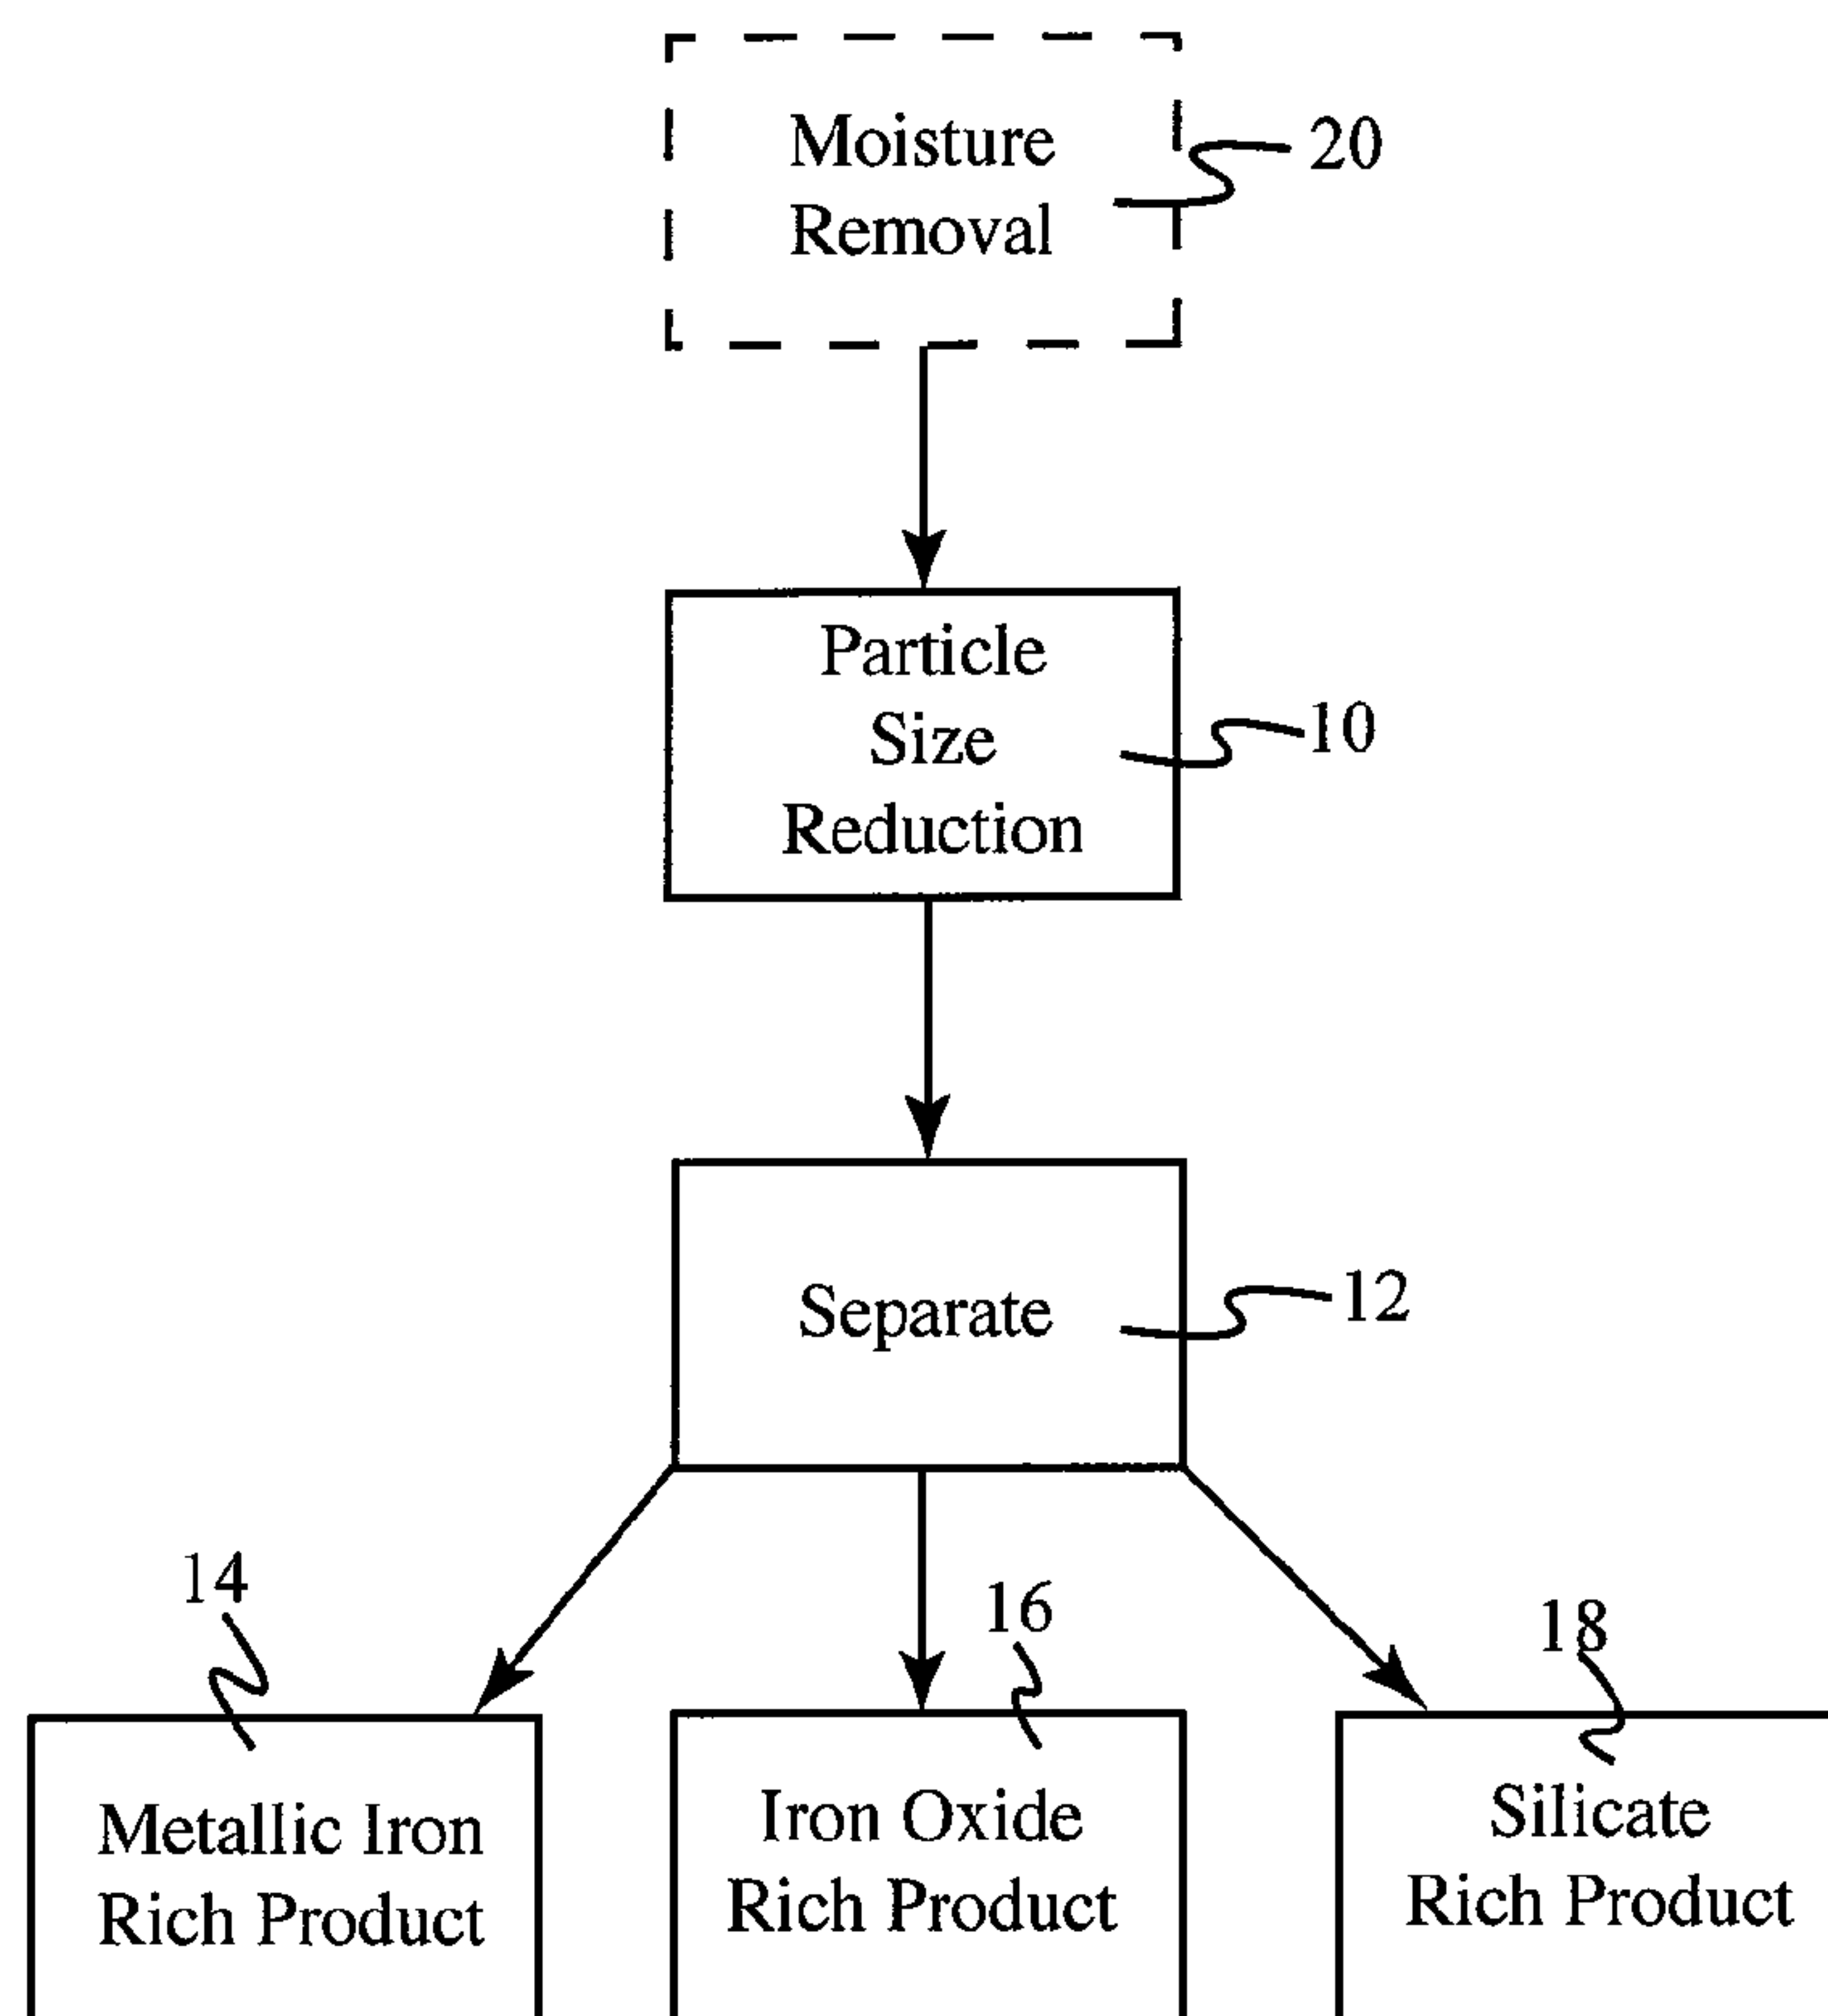 Moisture
Removal
20
Particle
Size
Reduction
10
Separate
12
14
16
18
Metallic Iron
Rich Product
Iron Oxide
Rich Product
Silicate
Rich Product